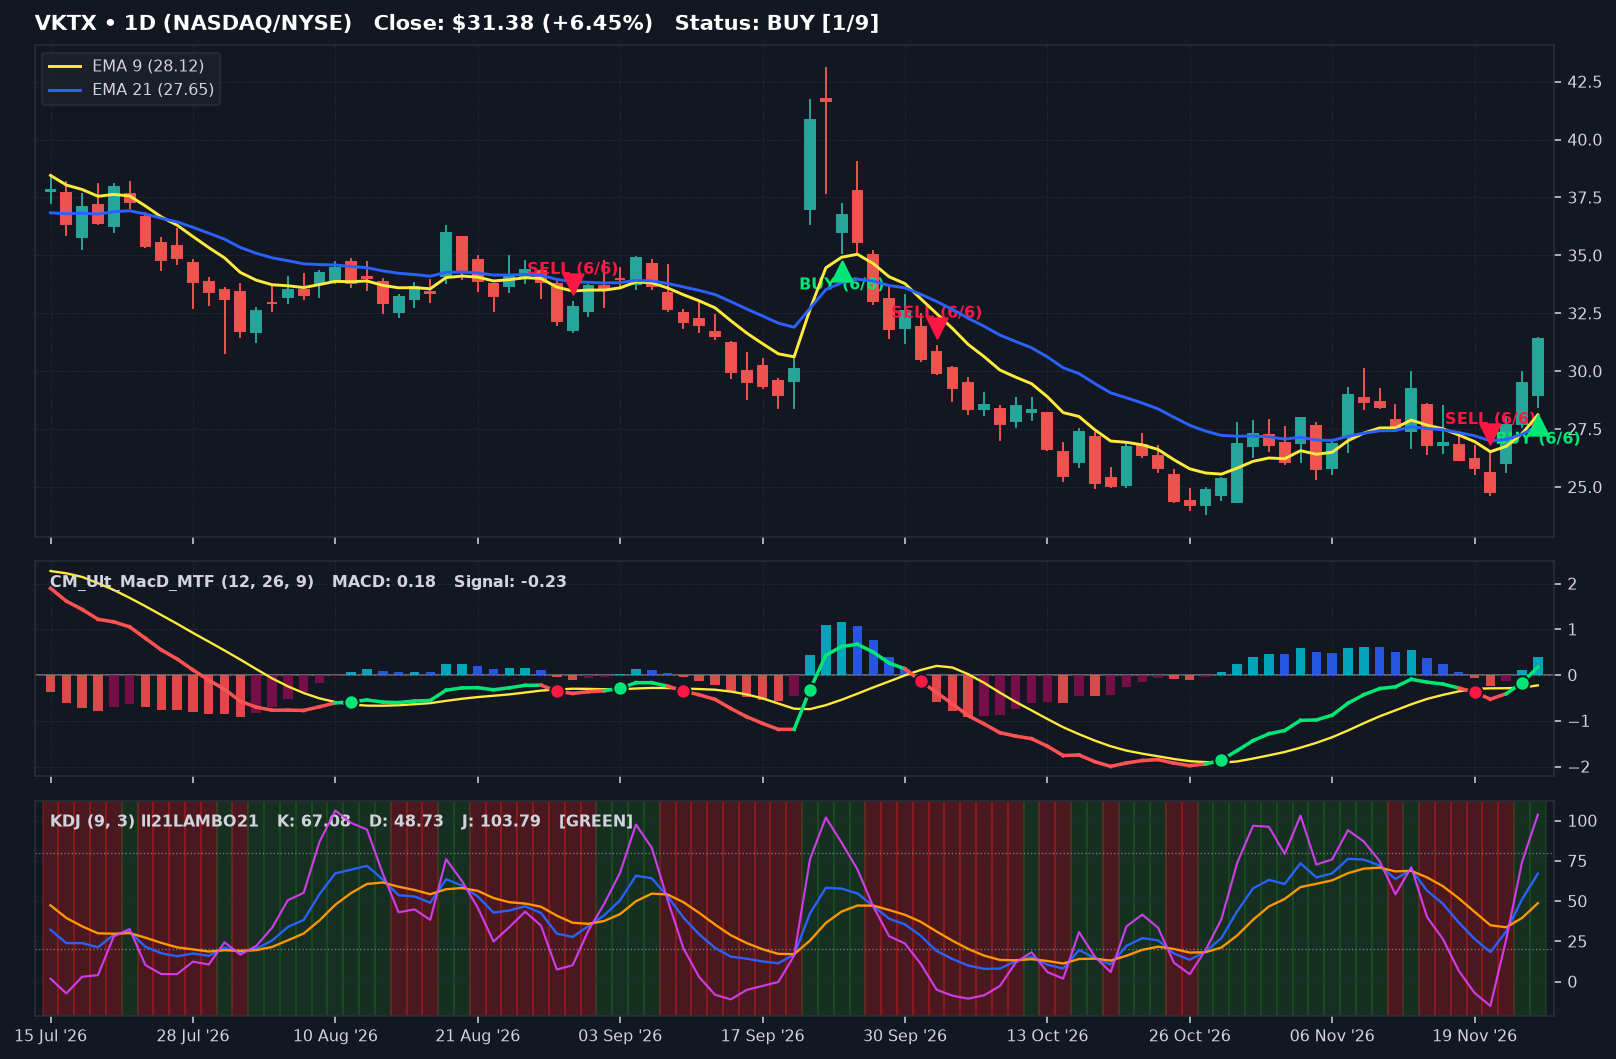 VKTX • 1D (NASDAQ/NYSE)   Close: $31.38 (+6.45%)   Status: BUY [1/9]
EMA 9 (28.12)
EMA 21 (27.65)
42.5
40.0
37.5
35.0
32.5
30.0
27.5
25.0
SELL (6/6)
BUY (6/6)
SELL (6/6)
SELL (6/6)
BUY (6/6)
CM_Ult_MacD_MTF (12, 26, 9)   MACD: 0.18   Signal: -0.23
2
1
0
−1
−2
KDJ (9, 3) II21LAMBO21   K: 67.08   D: 48.73   J: 103.79   [GREEN]
100
75
50
25
0
15 Jul '26   28 Jul '26   10 Aug '26   21 Aug '26   03 Sep '26   17 Sep '26   30 Sep '26   13 Oct '26   26 Oct '26   06 Nov '26   19 Nov '26